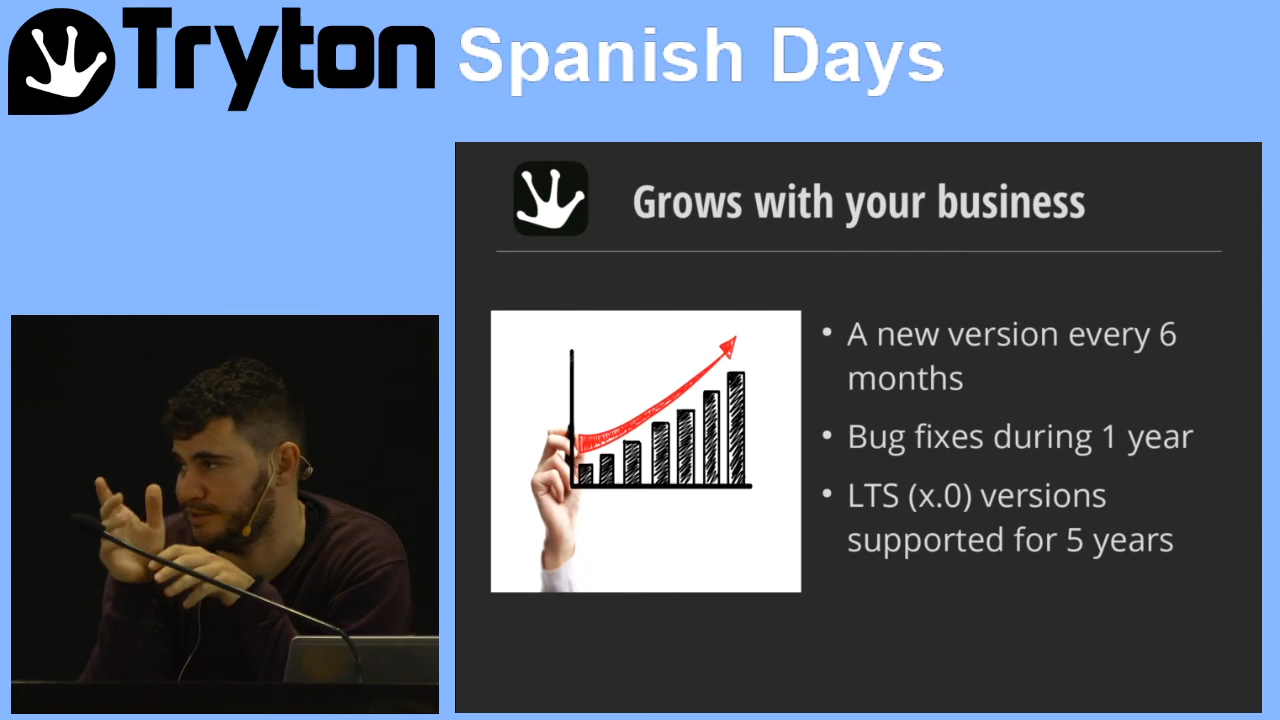 Tryton Spanish Days
Grows with your business
• A new version every 6
months
• Bug fixes during 1 year
• LTS (x.0) versions
supported for 5 years